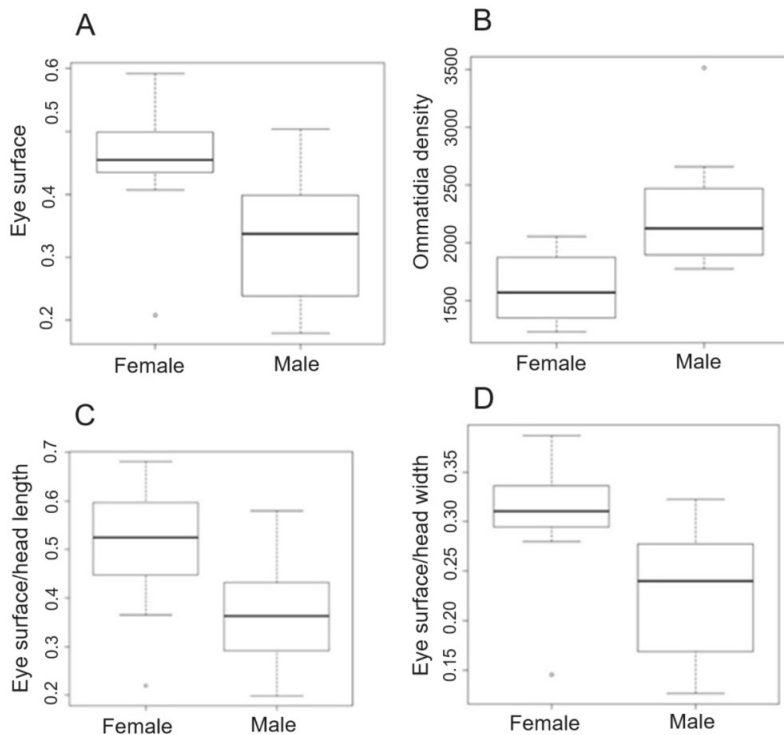 A
Eye surface
0.6
0.5
0.4
0.3
0.2
Female
Male
B
Ommatidia density
3500
3000
2500
2000
1500
Female
Male
C
Eye surface/head length
0.7
0.6
0.5
0.4
0.3
0.2
Female
Male
D
Eye surface/head width
0.35
0.30
0.25
0.20
0.15
Female
Male